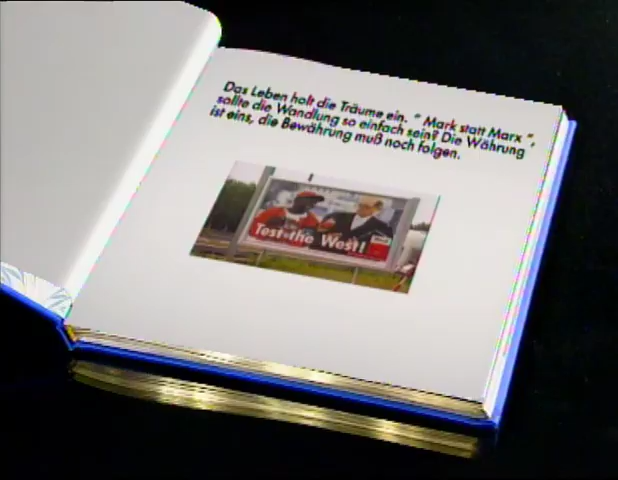 Das Leben holt die Träume ein. " Mark statt Marx ",
sollte die Wandlung so einfach sein? Die Währung
ist eins, die Bewährung muß noch folgen.
Test the West!